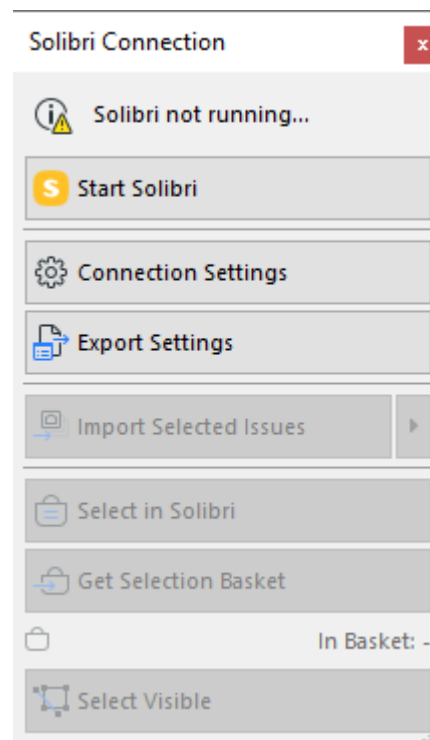 Solibri Connection
x
Solibri not running...
S Start Solibri
Connection Settings
Export Settings
Import Selected Issues
Select in Solibri
Get Selection Basket
In Basket: -
Select Visible